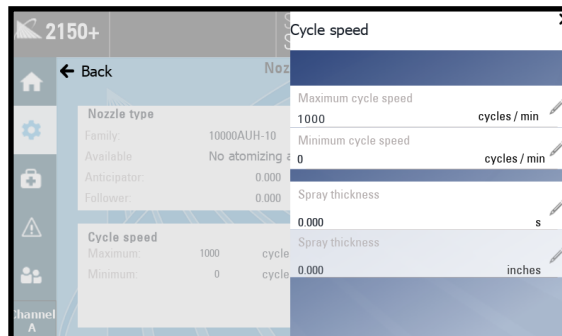 2150+
S
S
Back
Noz
Nozzle type
Family: 10000AUH-10
Available No atomizing a
Anticipator: 0.000
Follower: 0.000
Cycle speed
Maximum: 1000 cycle
Minimum: 0 cycle
Channel
A
Cycle speed
Maximum cycle speed
1000 cycles / min
Minimum cycle speed
0 cycles / min
Spray thickness
0.000 s
Spray thickness
0.000 inches